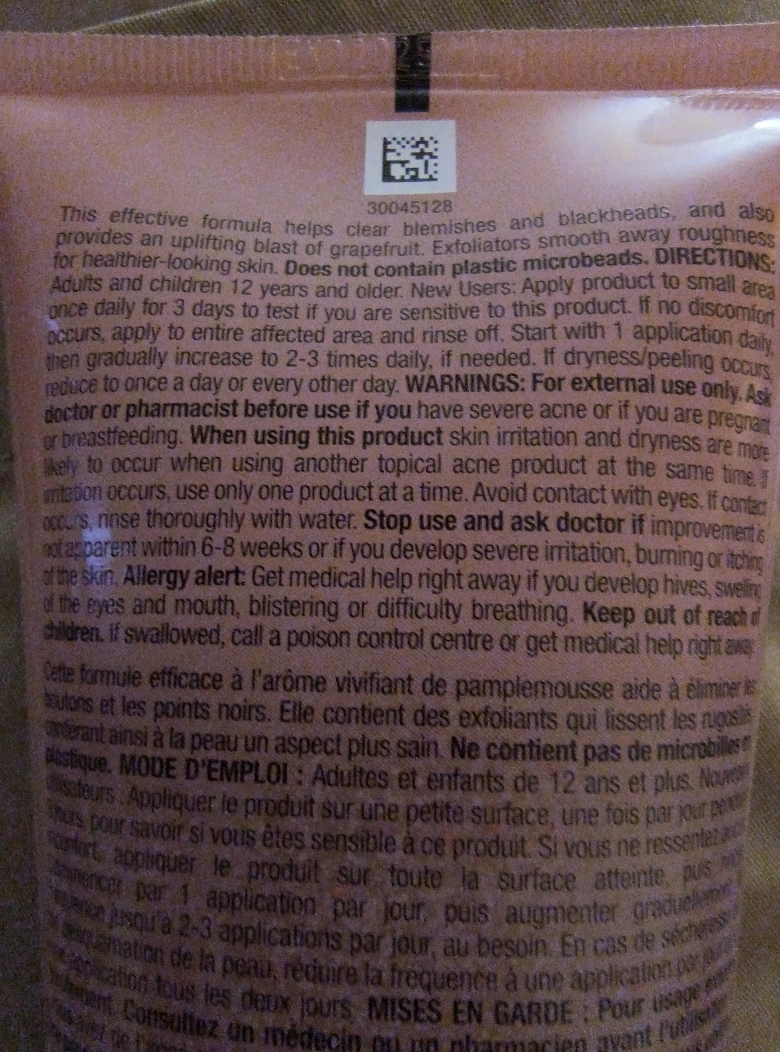 30045128
This effective formula helps clear blemishes and blackheads, and also
provides an uplifting blast of grapefruit. Exfoliators smooth away roughness
for healthier-looking skin. Does not contain plastic microbeads. DIRECTIONS:
Adults and children 12 years and older. New Users: Apply product to small area
once daily for 3 days to test if you are sensitive to this product. If no discomfort
occurs, apply to entire affected area and rinse off. Start with 1 application daily,
then gradually increase to 2-3 times daily, if needed. If dryness/peeling occurs
reduce to once a day or every other day. WARNINGS: For external use only. Ask
doctor or pharmacist before use if you have severe acne or if you are pregnant
or breastfeeding. When using this product skin irritation and dryness are more
likely to occur when using another topical acne product at the same time. If
irritation occurs, use only one product at a time. Avoid contact with eyes. If contact
occurs, rinse thoroughly with water. Stop use and ask doctor if improvement is
not apparent within 6-8 weeks or if you develop severe irritation, burning or itching
of the skin. Allergy alert: Get medical help right away if you develop hives, swelling
of the eyes and mouth, blistering or difficulty breathing. Keep out of reach of
children. If swallowed, call a poison control centre or get medical help right away.
Cette formule efficace à l'arôme vivifiant de pamplemousse aide à éliminer les
boutons et les points noirs. Elle contient des exfoliants qui lissent les rugosités
conférant ainsi à la peau un aspect plus sain. Ne contient pas de microbilles
plastique. MODE D'EMPLOI : Adultes et enfants de 12 ans et plus. Nouveaux
utilisateurs : Appliquer le produit sur une petite surface, une fois par jour
jours pour savoir si vous êtes sensible à ce produit. Si vous ne ressentez
appliquer le produit sur toute la surface atteinte, puis
par 1 application par jour, puis augmenter graduellement
jusqu'à 2-3 applications par jour, au besoin. En cas de sécheresse
desquamation de la peau, réduire la fréquence à une application par
application tous les deux jours. MISES EN GARDE : Pour usage
Consultez un médecin ou un pharmacien avant l'utilisation